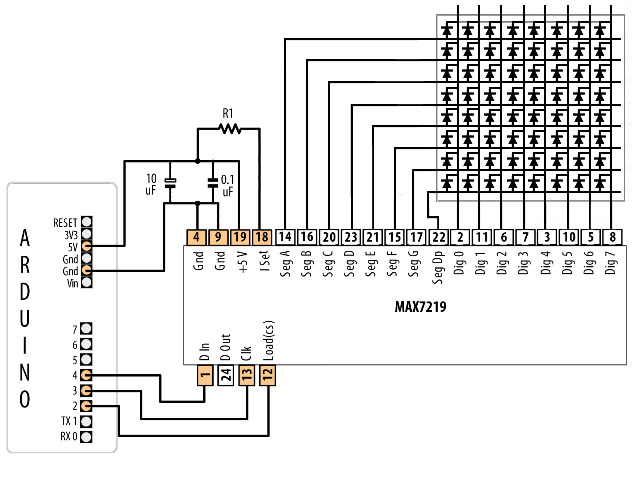 R1
10
uF
0.1
uF
ARDUINO
RESET
3V3
5V
Gnd
Gnd
Vin
7
6
5
4
3
2
TX 1
RX 0
4 9 19 18 14 16 20 23 21 15 17 22 2 11 6 7 3 10 5 8
Gnd
Gnd
+5 V
I Set
Seg A
Seg B
Seg C
Seg D
Seg E
Seg F
Seg G
Seg Dp
Dig 0
Dig 1
Dig 2
Dig 3
Dig 4
Dig 5
Dig 6
Dig 7
MAX7219
D In
D Out
Clk
Load(cs)
1 24 13 12